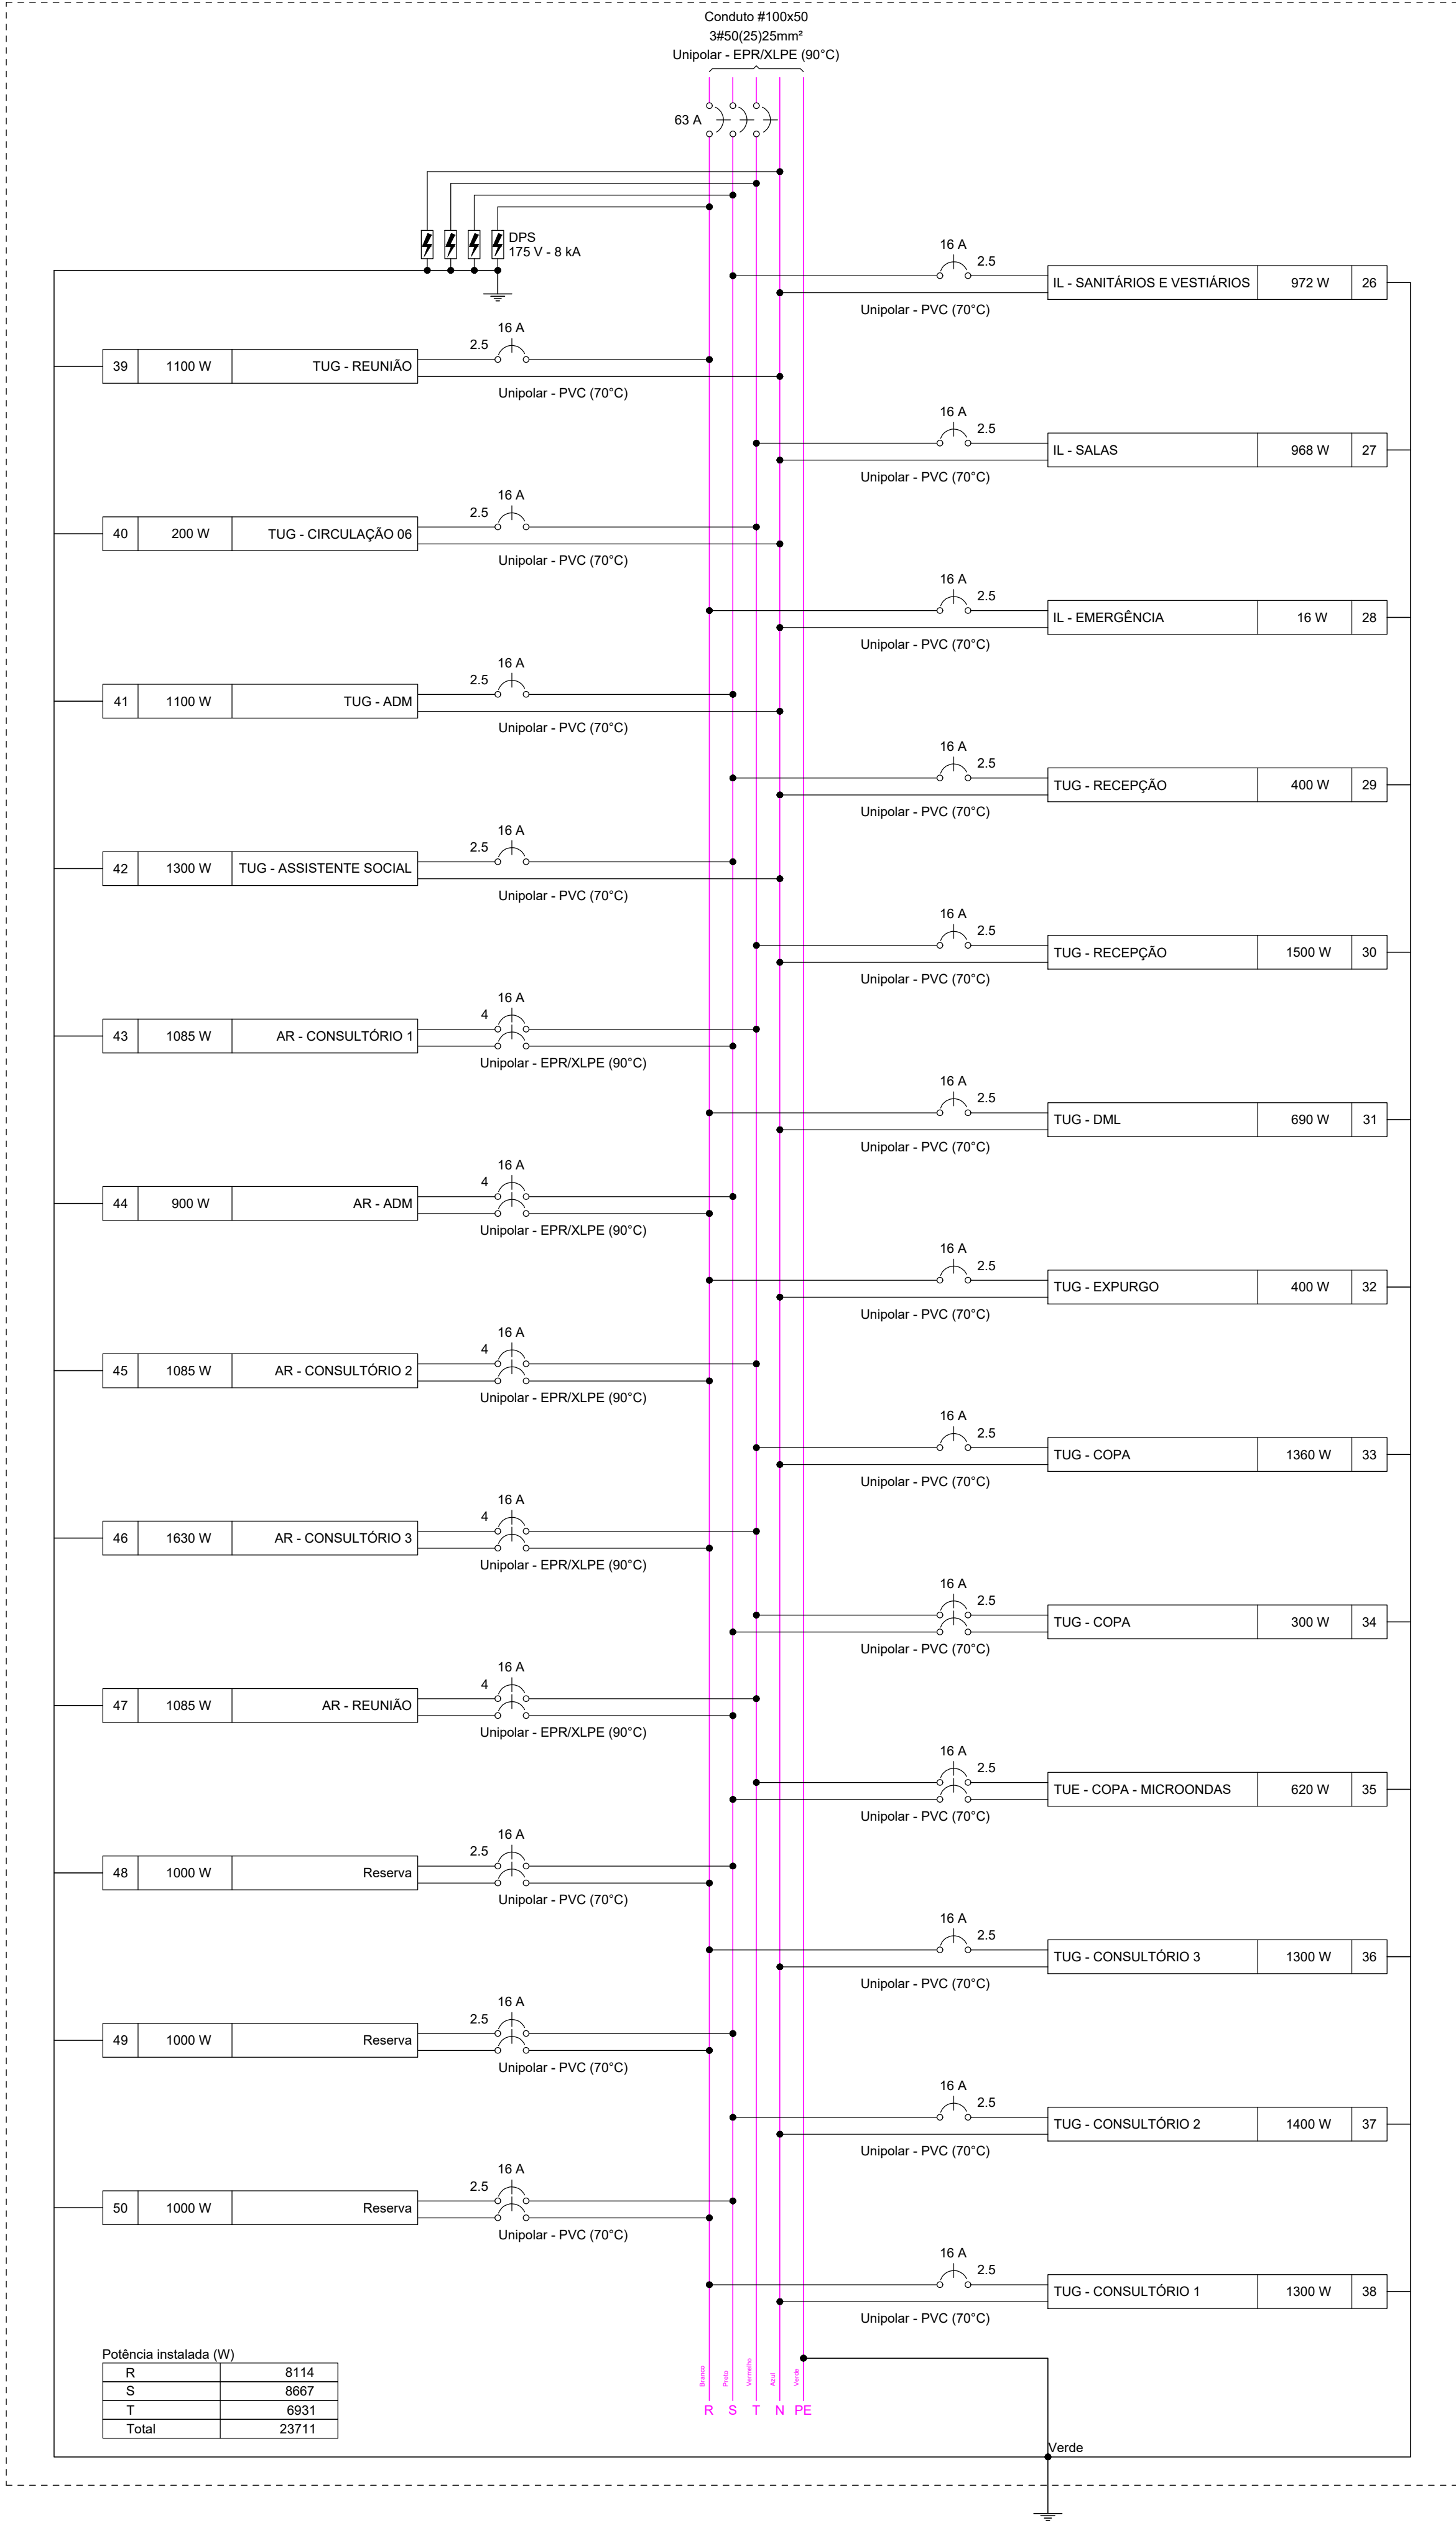 Conduto #100x50
3#50(25)25mm²
Unipolar - EPR/XLPE (90°C)
63 A
DPS
175 V - 8 kA
16 A
2.5
IL - SANITÁRIOS E VESTIÁRIOS 972 W 26
Unipolar - PVC (70°C)
16 A
2.5
39 1100 W TUG - REUNIÃO
Unipolar - PVC (70°C)
16 A
2.5
IL - SALAS 968 W 27
Unipolar - PVC (70°C)
16 A
2.5
40 200 W TUG - CIRCULAÇÃO 06
Unipolar - PVC (70°C)
16 A
2.5
IL - EMERGÊNCIA 16 W 28
Unipolar - PVC (70°C)
16 A
2.5
41 1100 W TUG - ADM
Unipolar - PVC (70°C)
16 A
2.5
TUG - RECEPÇÃO 400 W 29
Unipolar - PVC (70°C)
16 A
2.5
42 1300 W TUG - ASSISTENTE SOCIAL
Unipolar - PVC (70°C)
16 A
2.5
TUG - RECEPÇÃO 1500 W 30
Unipolar - PVC (70°C)
16 A
4
43 1085 W AR - CONSULTÓRIO 1
Unipolar - EPR/XLPE (90°C)
16 A
2.5
TUG - DML 690 W 31
Unipolar - PVC (70°C)
16 A
4
44 900 W AR - ADM
Unipolar - EPR/XLPE (90°C)
16 A
2.5
TUG - EXPURGO 400 W 32
Unipolar - PVC (70°C)
16 A
4
45 1085 W AR - CONSULTÓRIO 2
Unipolar - EPR/XLPE (90°C)
16 A
2.5
TUG - COPA 1360 W 33
Unipolar - PVC (70°C)
16 A
4
46 1630 W AR - CONSULTÓRIO 3
Unipolar - EPR/XLPE (90°C)
16 A
2.5
TUG - COPA 300 W 34
Unipolar - PVC (70°C)
16 A
4
47 1085 W AR - REUNIÃO
Unipolar - EPR/XLPE (90°C)
16 A
2.5
TUE - COPA - MICROONDAS 620 W 35
Unipolar - PVC (70°C)
16 A
2.5
48 1000 W Reserva
Unipolar - PVC (70°C)
16 A
2.5
TUG - CONSULTÓRIO 3 1300 W 36
Unipolar - PVC (70°C)
16 A
2.5
49 1000 W Reserva
Unipolar - PVC (70°C)
16 A
2.5
TUG - CONSULTÓRIO 2 1400 W 37
Unipolar - PVC (70°C)
16 A
2.5
50 1000 W Reserva
Unipolar - PVC (70°C)
16 A
2.5
TUG - CONSULTÓRIO 1 1300 W 38
Unipolar - PVC (70°C)
Potência instalada (W)
R 8114
S 8667
T 6931
Total 23711
Branco
Preto
Vermelho
Azul
Verde
R S T N PE
Verde